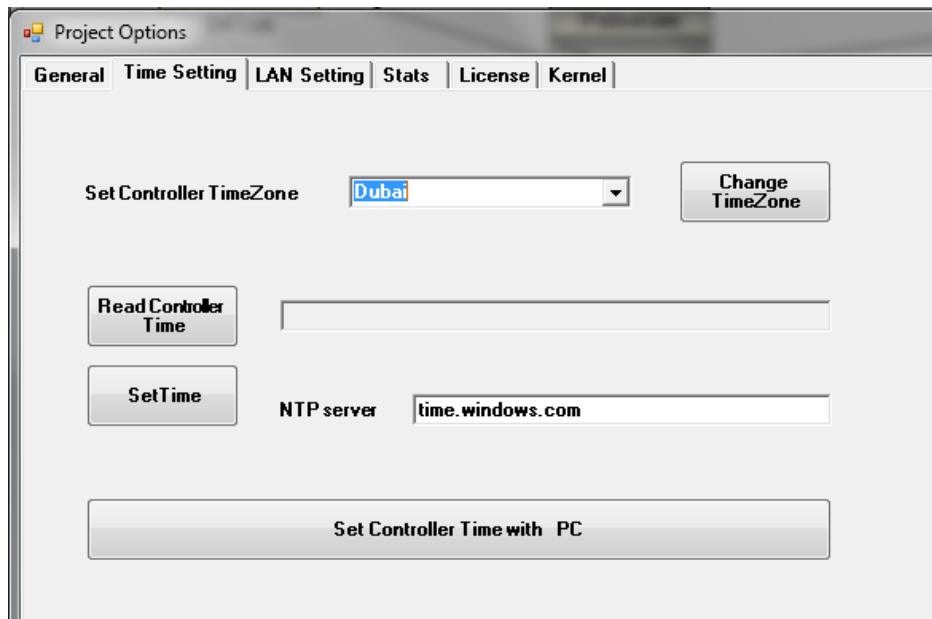 Project Options
General Time Setting LAN Setting Stats License Kernel
Set Controller TimeZone Dubai Change
TimeZone
Read Controller
Time
SetTime
NTP server time.windows.com
Set Controller Time with PC